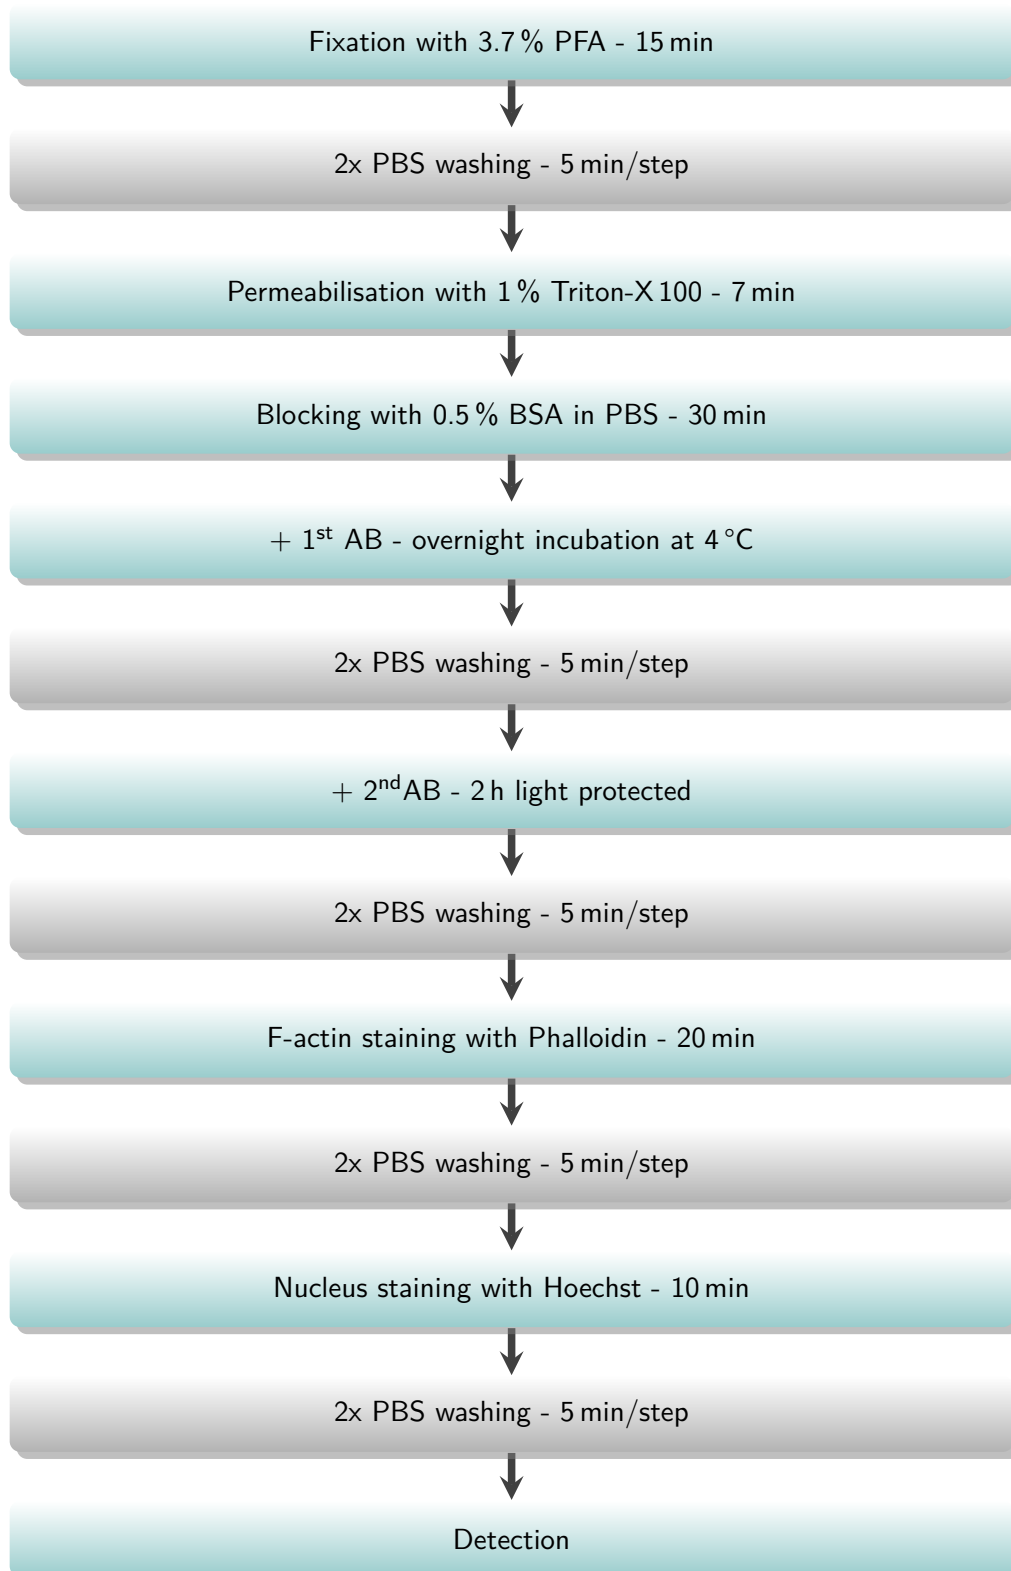 Fixation with 3.7 % PFA - 15 min
2x PBS washing - 5 min/step
Permeabilisation with 1 % Triton-X 100 - 7 min
Blocking with 0.5 % BSA in PBS - 30 min
+ 1st AB - overnight incubation at 4 °C
2x PBS washing - 5 min/step
+ 2ndAB - 2 h light protected
2x PBS washing - 5 min/step
F-actin staining with Phalloidin - 20 min
2x PBS washing - 5 min/step
Nucleus staining with Hoechst - 10 min
2x PBS washing - 5 min/step
Detection